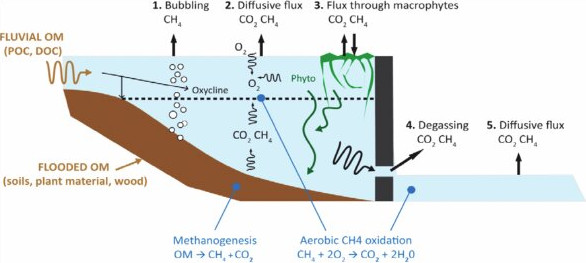 1. Bubbling
CH4
2. Diffusive flux
CO2 CH4
3. Flux through macrophytes
CO2 CH4
FLUVIAL OM
(POC, DOC)
O2
O2
Phyto
Oxycline
CO2 CH4
4. Degassing
CO2 CH4
5. Diffusive flux
CO2 CH4
FLOODED OM
(soils, plant material, wood)
Methanogenesis
OM → CH4 + CO2
Aerobic CH4 oxidation
CH4 + 2O2 → CO2 + 2H20